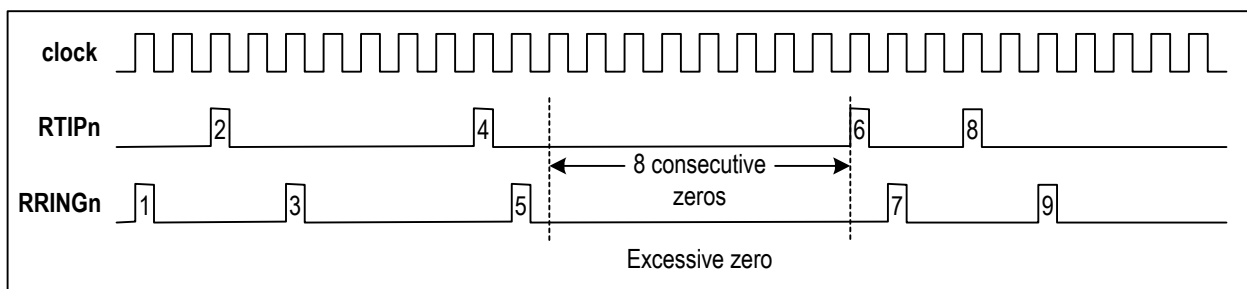 clock
RTIPn
2
4
6
8
8 consecutive
zeros
RRINGn
1
3
5
7
9
Excessive zero